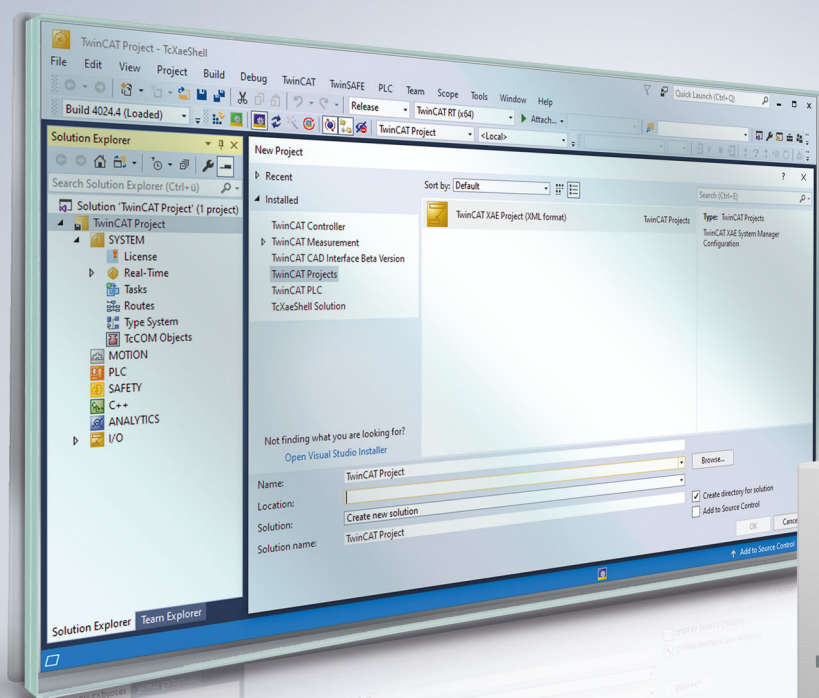 TwinCAT Project - TcXaeShell
File Edit View Project Build Debug TwinCAT TwinSAFE PLC Team Scope Tools Window Help
Quick Launch (Ctrl+Q)
Release TwinCAT RT (x64) Attach...
Build 4024.4 (Loaded) TwinCAT Project <Local>
Solution Explorer
Search Solution Explorer (Ctrl+ü)
Solution 'TwinCAT Project' (1 project)
TwinCAT Project
SYSTEM
License
Real-Time
Tasks
Routes
Type System
TcCOM Objects
MOTION
PLC
SAFETY
C++
ANALYTICS
I/O
Solution Explorer Team Explorer
New Project
? X
Recent
Installed
TwinCAT Controller
TwinCAT Measurement
TwinCAT CAD Interface Beta Version
TwinCAT Projects
TwinCAT PLC
TcXaeShell Solution
Not finding what you are looking for?
Open Visual Studio Installer
Sort by: Default
TwinCAT XAE Project (XML format) TwinCAT Projects
Search (Ctrl+E)
Type: TwinCAT Projects
TwinCAT XAE System Manager
Configuration
Name: TwinCAT Project
Location:
Browse...
Solution: Create new solution
Solution name: TwinCAT Project
Create directory for solution
Add to Source Control
OK Cance
Add to Source Control